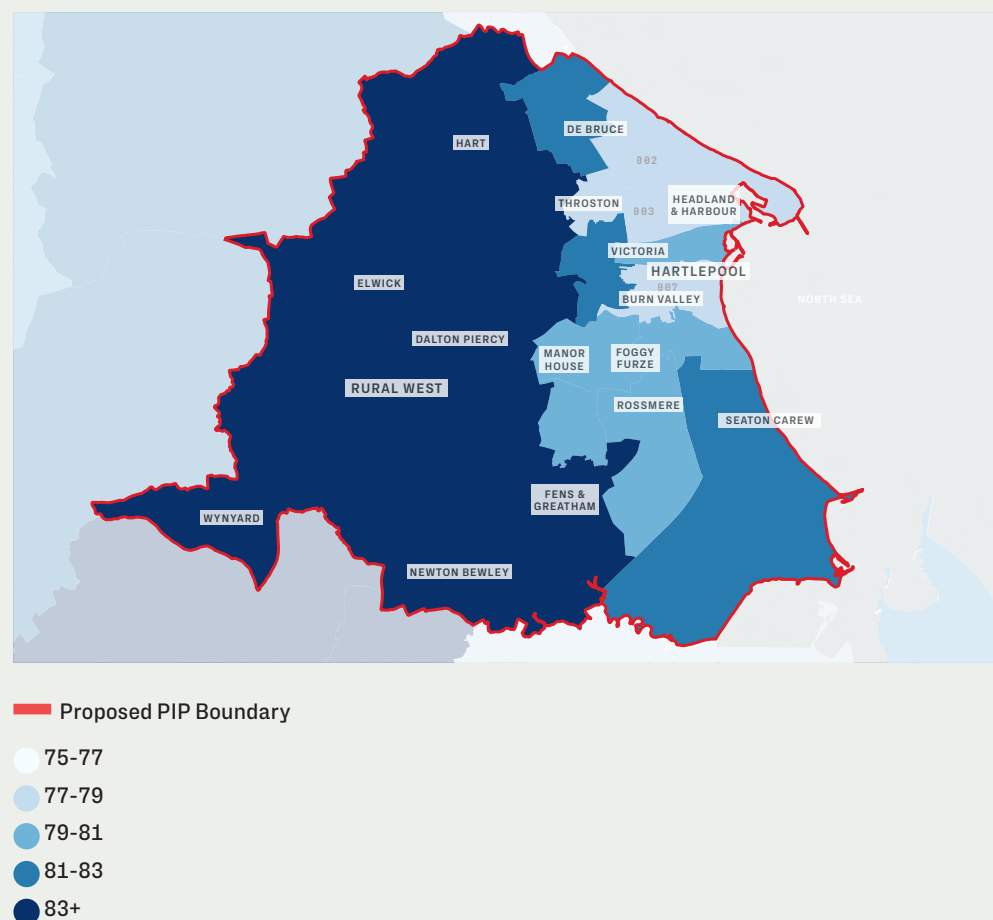 DE BRUCE
HART
002
THROSTON
HEADLAND
& HARBOUR
003
VICTORIA
HARTLEPOOL
ELWICK
007
BURN VALLEY
NORTH SEA
DALTON PIERCY
MANOR
HOUSE
FOGGY
FURZE
RURAL WEST
ROSSMERE
SEATON CAREW
FENS &
GREATHAM
WYNYARD
NEWTON BEWLEY
Proposed PIP Boundary
75-77
77-79
79-81
81-83
83+